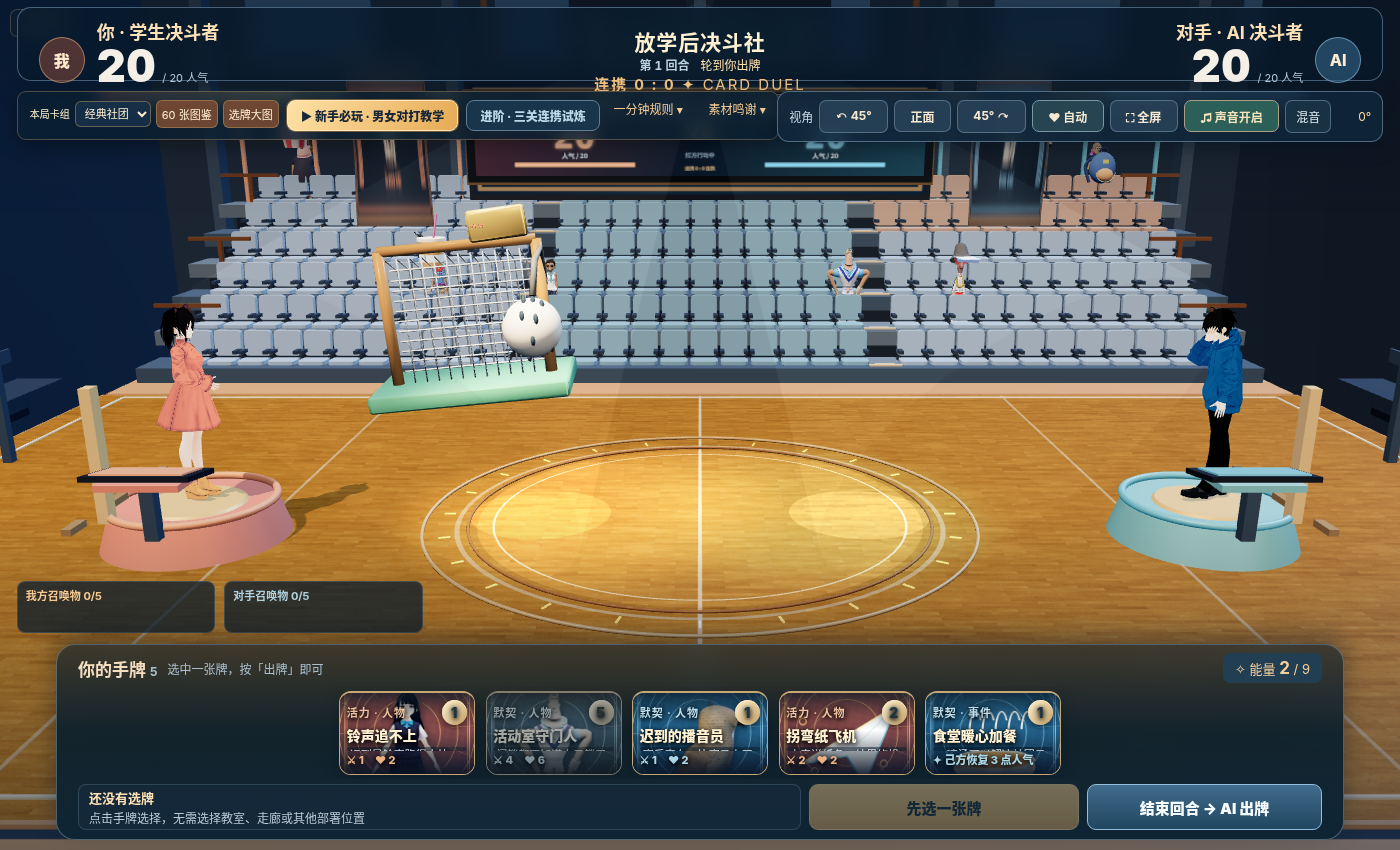 我
你 · 学生决斗者
20 / 20 人气
放学后决斗社
第 1 回合 轮到你出牌
连携 0 : 0 ✦ CARD DUEL
对手 · AI 决斗者
20 / 20 人气
AI
本局卡组
经典社团
60 张图鉴
选牌大图
▶ 新手必玩 · 男女对打教学
进阶 · 三关连携试炼
一分钟规则 ▾
素材鸣谢 ▾
视角
↶ 45°
正面
45° ↷
♥ 自动
⛶ 全屏
♫ 声音开启
混音
0°
20
人气 / 20
20
人气 / 20
我方召唤物 0/5
对手召唤物 0/5
你的手牌 5 选中一张牌，按「出牌」即可
✧ 能量 2 / 9
活力 · 人物 1
铃声追不上
⚔ 1 ♥ 2
默契 · 人物 5
活动室守门人
⚔ 4 ♥ 6
默契 · 人物 1
迟到的播音员
⚔ 1 ♥ 2
活力 · 人物 2
拐弯纸飞机
⚔ 2 ♥ 2
默契 · 事件 1
食堂暖心加餐
✦ 己方恢复 3 点人气
还没有选牌
点击手牌选择，无需选择教室、走廊或其他部署位置
先选一张牌
结束回合 → AI 出牌